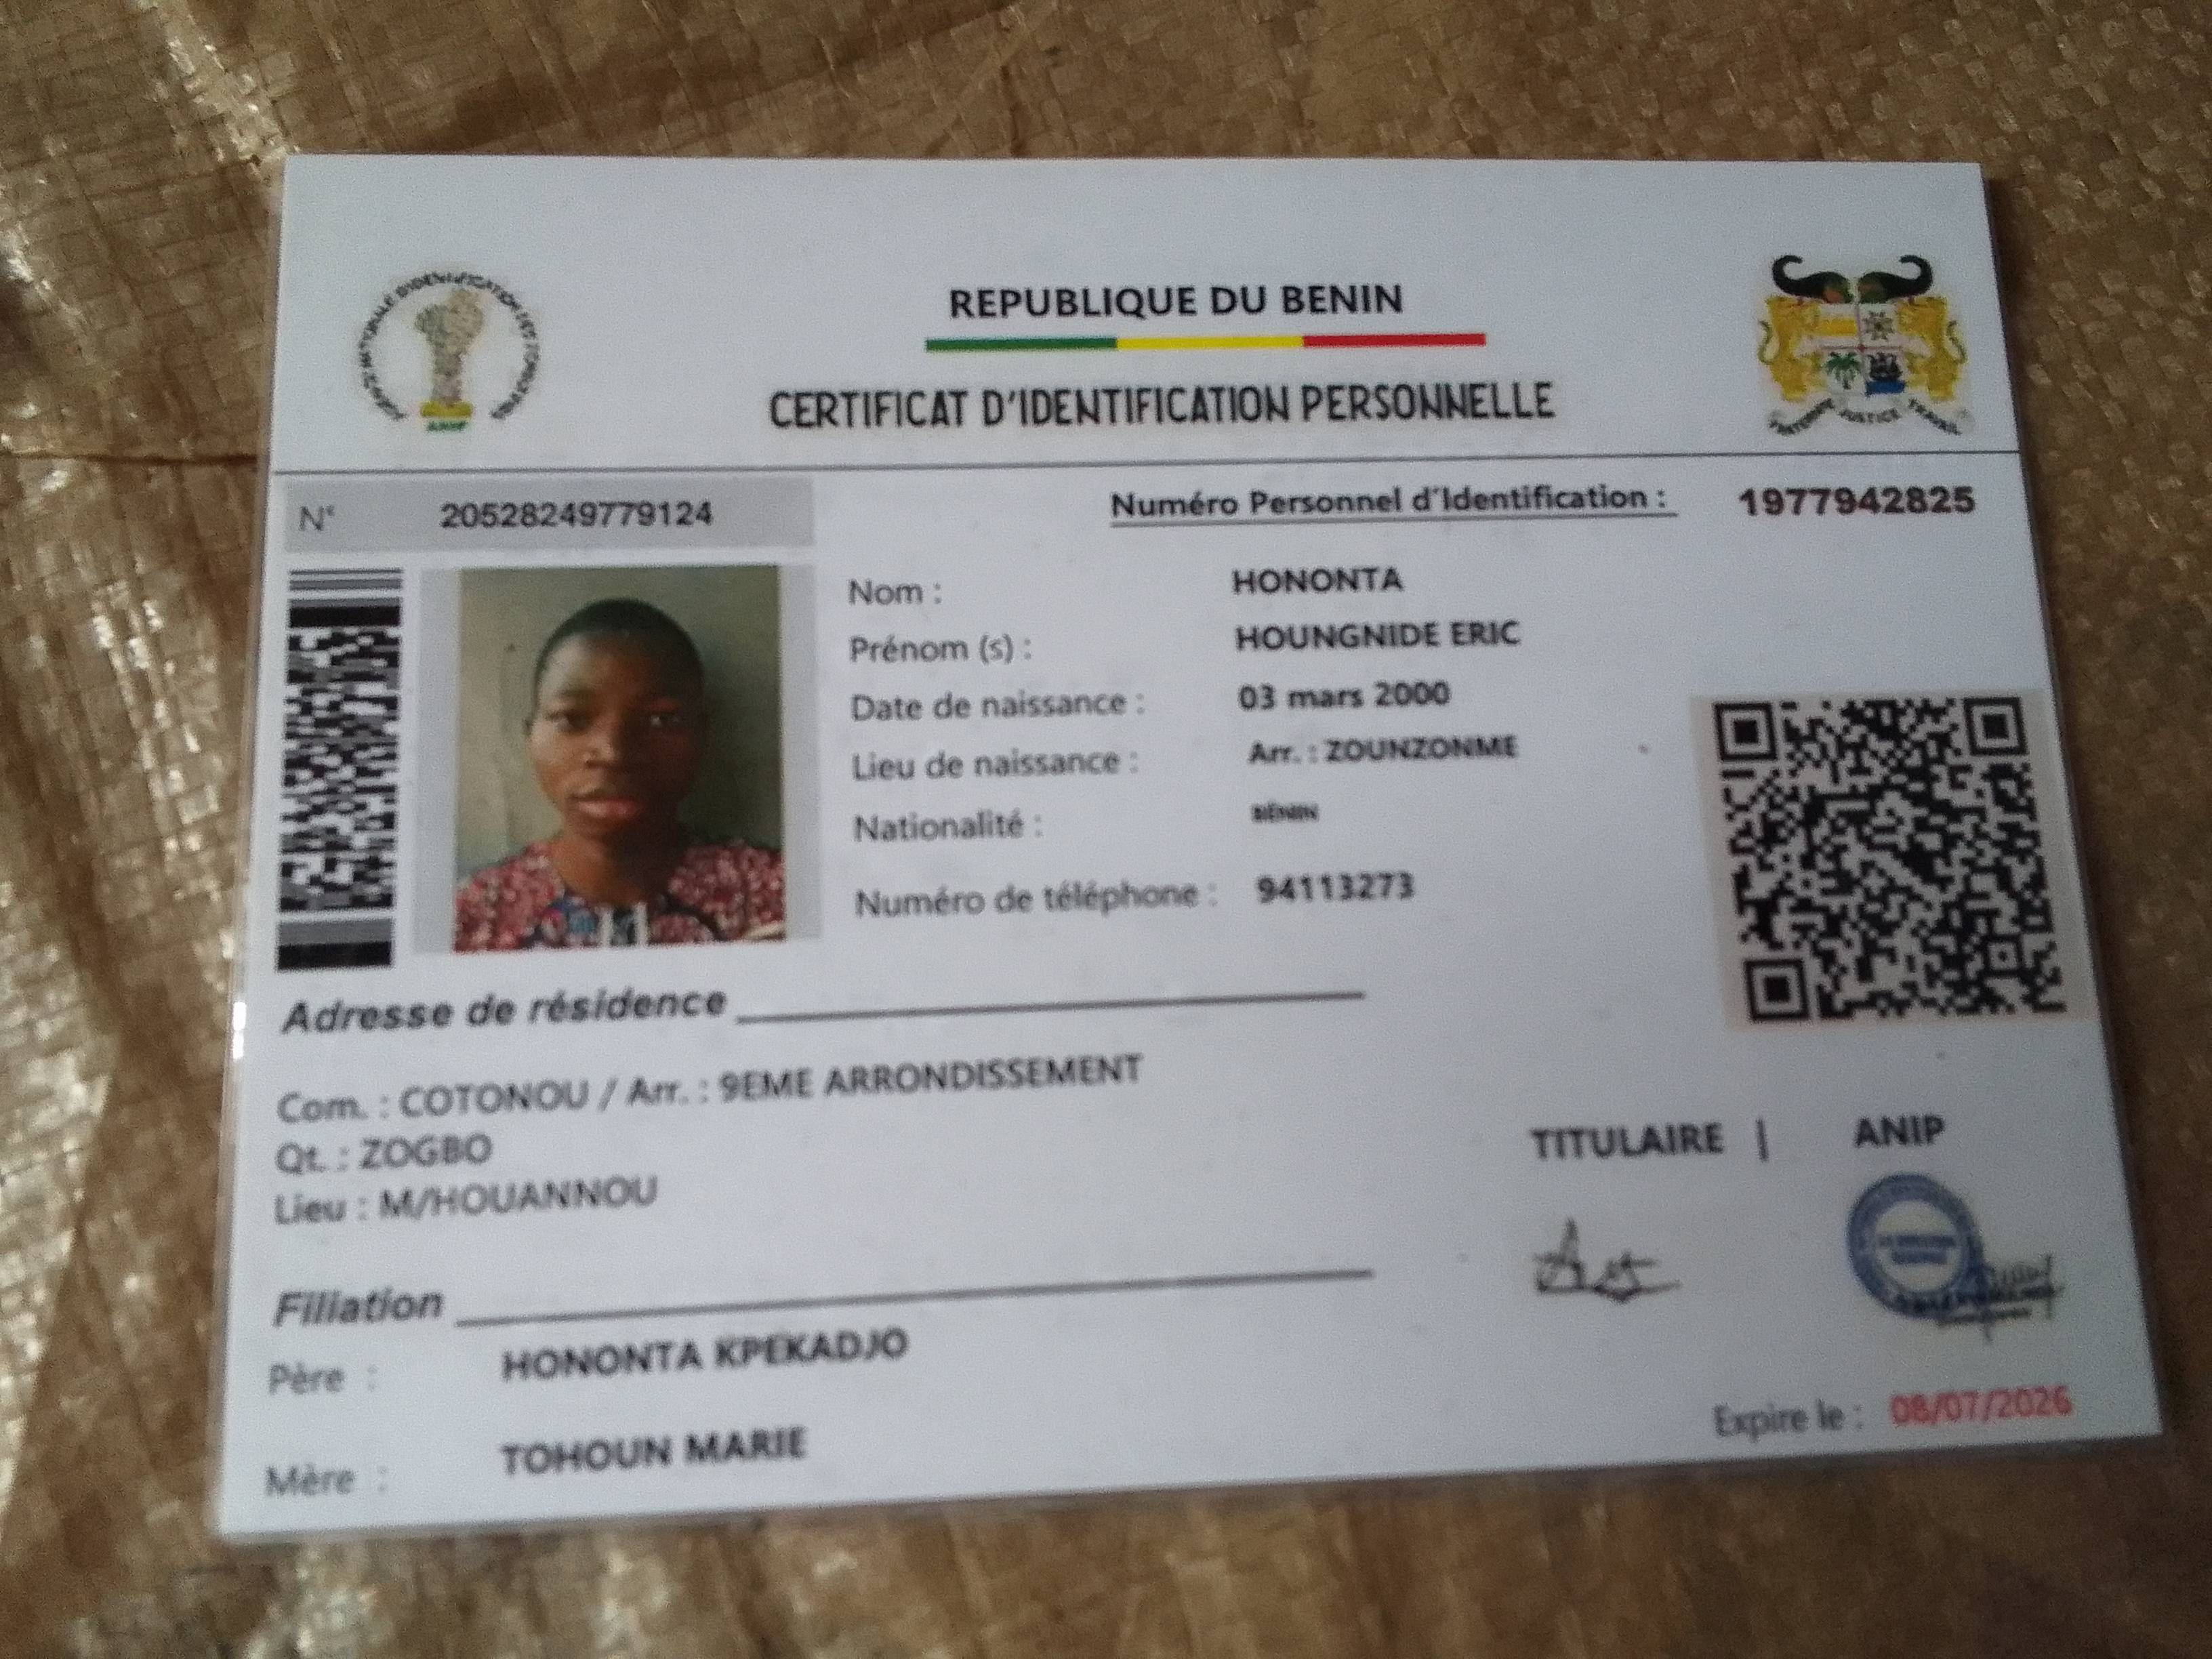 REPUBLIQUE DU BENIN
CERTIFICAT D'IDENTIFICATION PERSONNELLE
ANIP
FRATERNITE JUSTICE TRAVAIL
N° 20528249779124
Numéro Personnel d'Identification : 1977942825
Nom : HONONTA
Prénom (s) : HOUNGNIDE ERIC
Date de naissance : 03 mars 2000
Lieu de naissance : Arr. : ZOUNZONME
Nationalité : BÉNIN
Numéro de téléphone : 94113273
Adresse de résidence
Com. : COTONOU / Arr. : 9EME ARRONDISSEMENT
Qt. : ZOGBO
Lieu : M/HOUANNOU
TITULAIRE | ANIP
Filiation
Père : HONONTA KPEKADJO
Mère : TOHOUN MARIE
Expire le : 08/07/2026